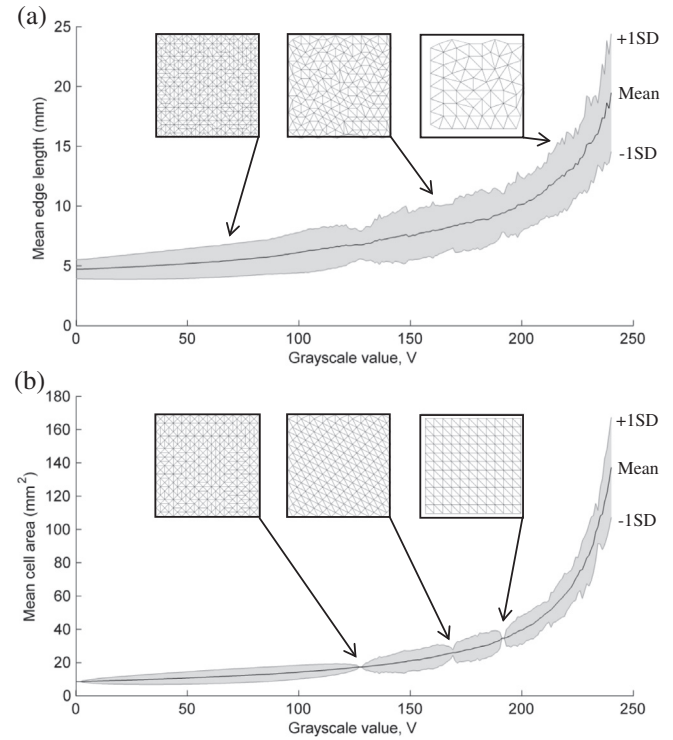 (a)
25
20
15
10
5
0
Mean edge length (mm)
+1SD
Mean
-1SD
0 50 100 150 200 250
Grayscale value, V
(b)
180
160
140
120
100
80
60
40
20
0
Mean cell area (mm²)
+1SD
Mean
-1SD
0 50 100 150 200 250
Grayscale value, V